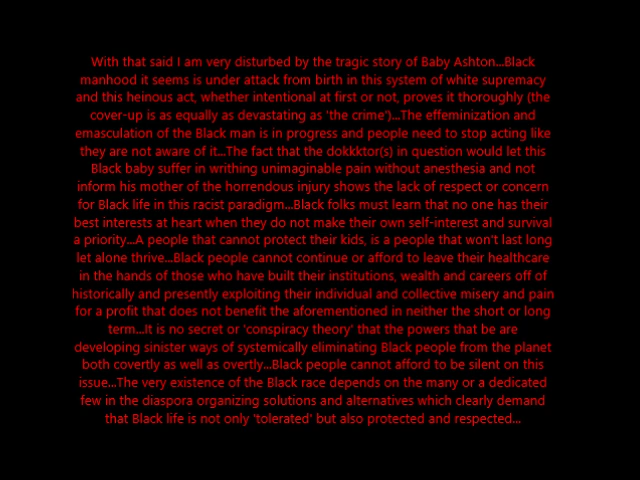 With that said I am very disturbed by the tragic story of Baby Ashton...Black
manhood it seems is under attack from birth in this system of white supremacy
and this heinous act, whether intentional at first or not, proves it thoroughly (the
cover-up is as equally as devastating as 'the crime')...The effeminization and
emasculation of the Black man is in progress and people need to stop acting like
they are not aware of it...The fact that the dokkktor(s) in question would let this
Black baby suffer in writhing unimaginable pain without anesthesia and not
inform his mother of the horrendous injury shows the lack of respect or concern
for Black life in this racist paradigm...Black folks must learn that no one has their
best interests at heart when they do not make their own self-interest and survival
a priority...A people that cannot protect their kids, is a people that won't last long
let alone thrive...Black people cannot continue or afford to leave their healthcare
in the hands of those who have built their institutions, wealth and careers off of
historically and presently exploiting their individual and collective misery and pain
for a profit that does not benefit the aforementioned in neither the short or long
term...It is no secret or 'conspiracy theory' that the powers that be are
developing sinister ways of systemically eliminating Black people from the planet
both covertly as well as overtly...Black people cannot afford to be silent on this
issue...The very existence of the Black race depends on the many or a dedicated
few in the diaspora organizing solutions and alternatives which clearly demand
that Black life is not only 'tolerated' but also protected and respected...